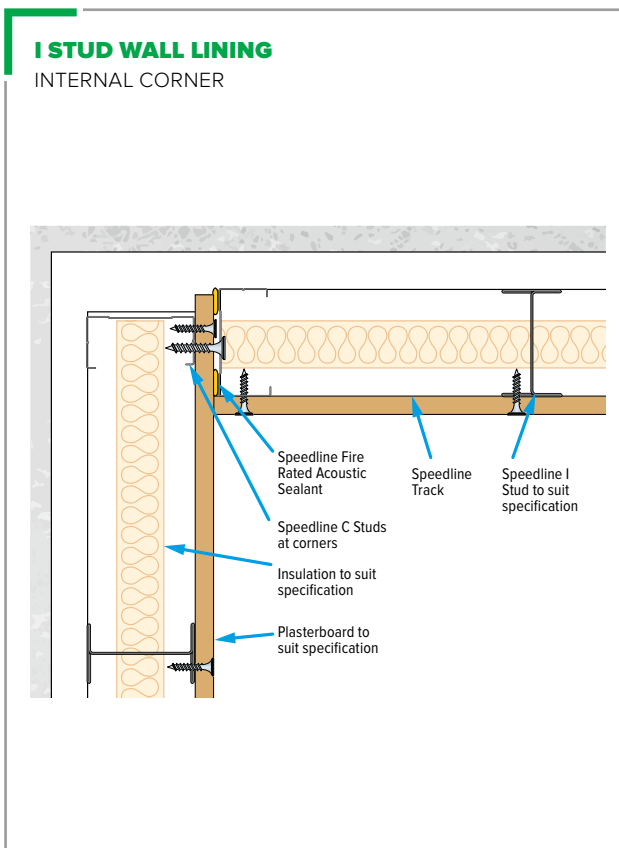 I STUD WALL LINING
INTERNAL CORNER
Speedline Fire
Rated Acoustic
Sealant
Speedline
Track
Speedline I
Stud to suit
specification
Speedline C Studs
at corners
Insulation to suit
specification
Plasterboard to
suit specification